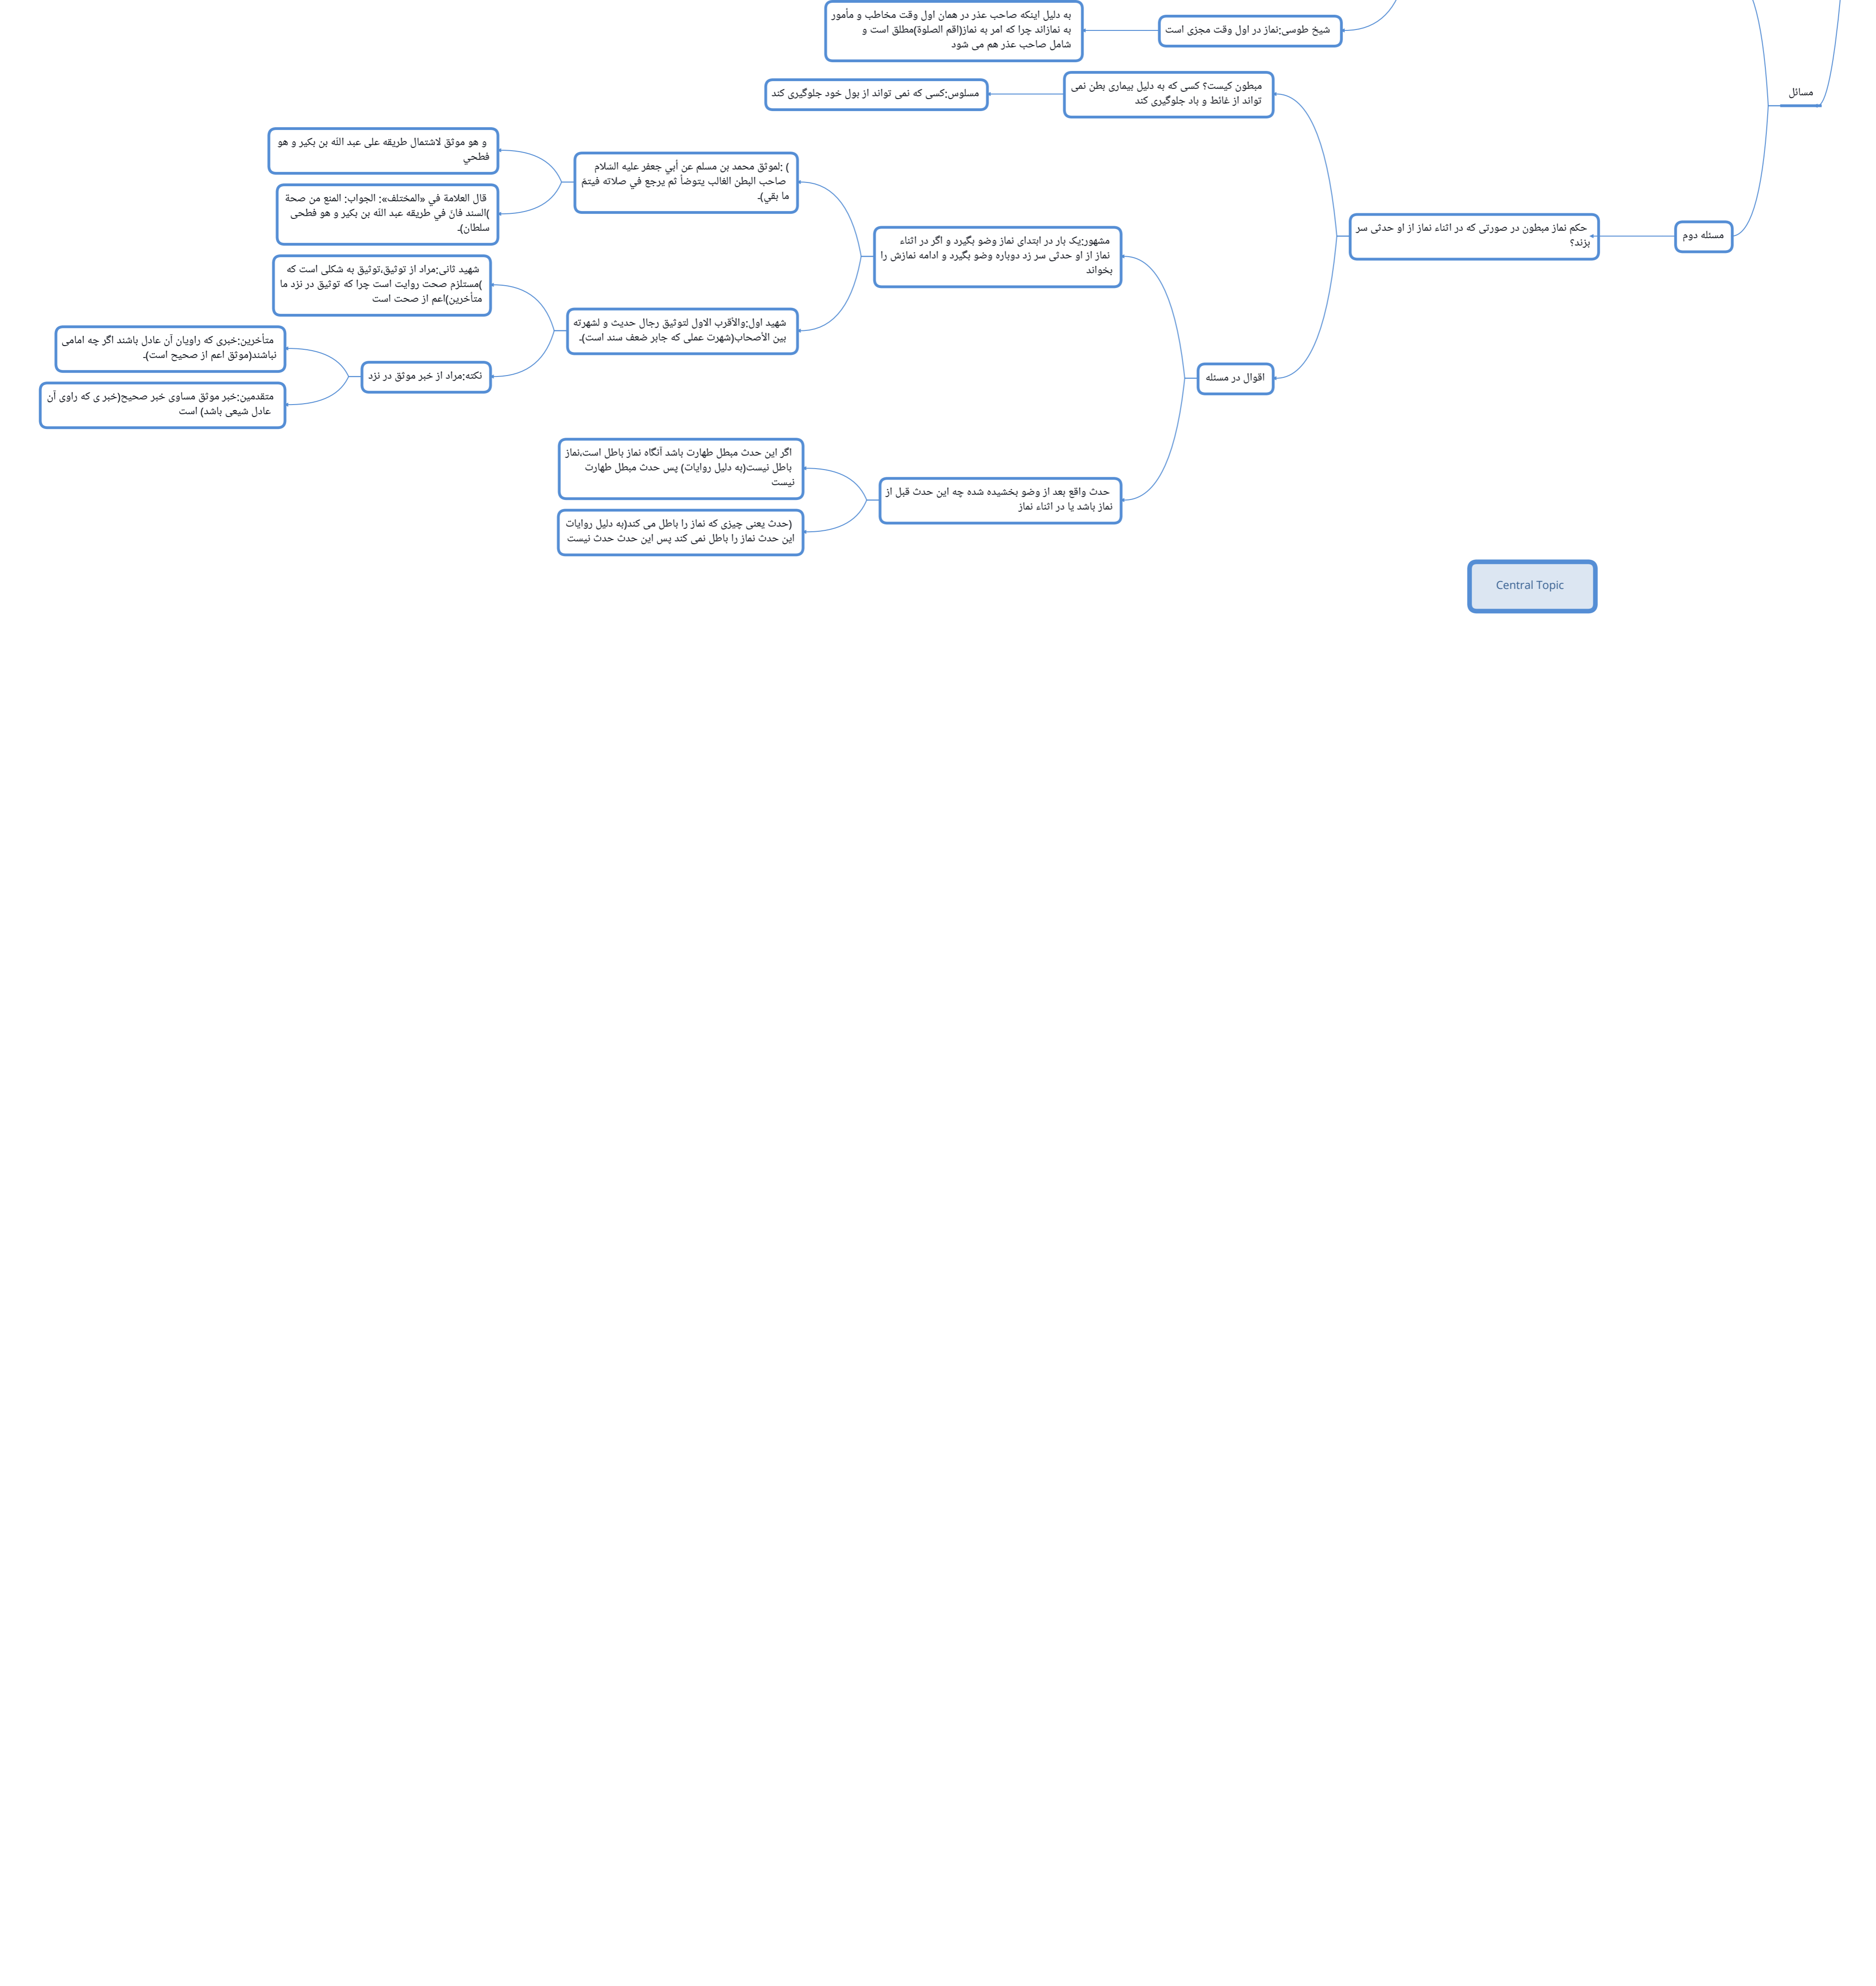 به دلیل اینکه صاحب عذر در همان اول وقت مخاطب و مأمور
به نمازاند چرا که امر به نماز(اقم الصلوة)مطلق است و
شامل صاحب عذر هم می شود
شیخ طوسی:نماز در اول وقت مجزی است
مسائل
مبطون کیست؟ کسی که به دلیل بیماری بطن نمی
تواند از غائط و باد جلوگیری کند
مسلوس:کسی که نمی تواند از بول خود جلوگیری کند
مسئله دوم
حکم نماز مبطون در صورتی که در اثناء نماز از او حدثی سر
بزند؟
اقوال در مسئله
مشهور:یک بار در ابتدای نماز وضو بگیرد و اگر در اثناء
نماز از او حدثی سر زد دوباره وضو بگیرد و ادامه نمازش را
بخواند
) :لموثق محمد بن مسلم عن أبي جعفر عليه السّلام
صاحب البطن الغالب يتوضأ ثم يرجع في صلاته فيتمّ
ما بقي)ـ
و هو موثق لاشتمال طريقه على عبد اللّه بن بكير و هو
فطحي
قال العلامة في «المختلف»: الجواب: المنع من صحة
)السند فانّ في طريقه عبد اللّه بن بكير و هو فطحى
سلطان)ـ
شهید اول:والأقرب الاول لتوثيق رجال حديث و لشهرته
بين الأصحاب(شهرت عملی که جابر ضعف سند است)ـ
شهید ثانی:مراد از توثیق،توثیق به شکلی است که
)مستلزم صحت روایت است چرا که توثیق در نزد ما
متأخرین)اعم از صحت است
نکته:مراد از خبر موثق در نزد
متأخرین:خبری که راویان آن عادل باشند اگر چه امامی
نباشند(موثق اعم از صحیح است)ـ
متقدمین:خبر موثق مساوی خبر صحیح(خبر ی که راوی آن
عادل شیعی باشد) است
حدث واقع بعد از وضو بخشیده شده چه این حدث قبل از
نماز باشد یا در اثناء نماز
اگر این حدث مبطل طهارت باشد آنگاه نماز باطل است،نماز
باطل نیست(به دلیل روایات) پس حدث مبطل طهارت
نیست
(حدث یعنی چیزی که نماز را باطل می کند(به دلیل روایات
این حدث نماز را باطل نمی کند پس این حدث حدث نیست
Central Topic